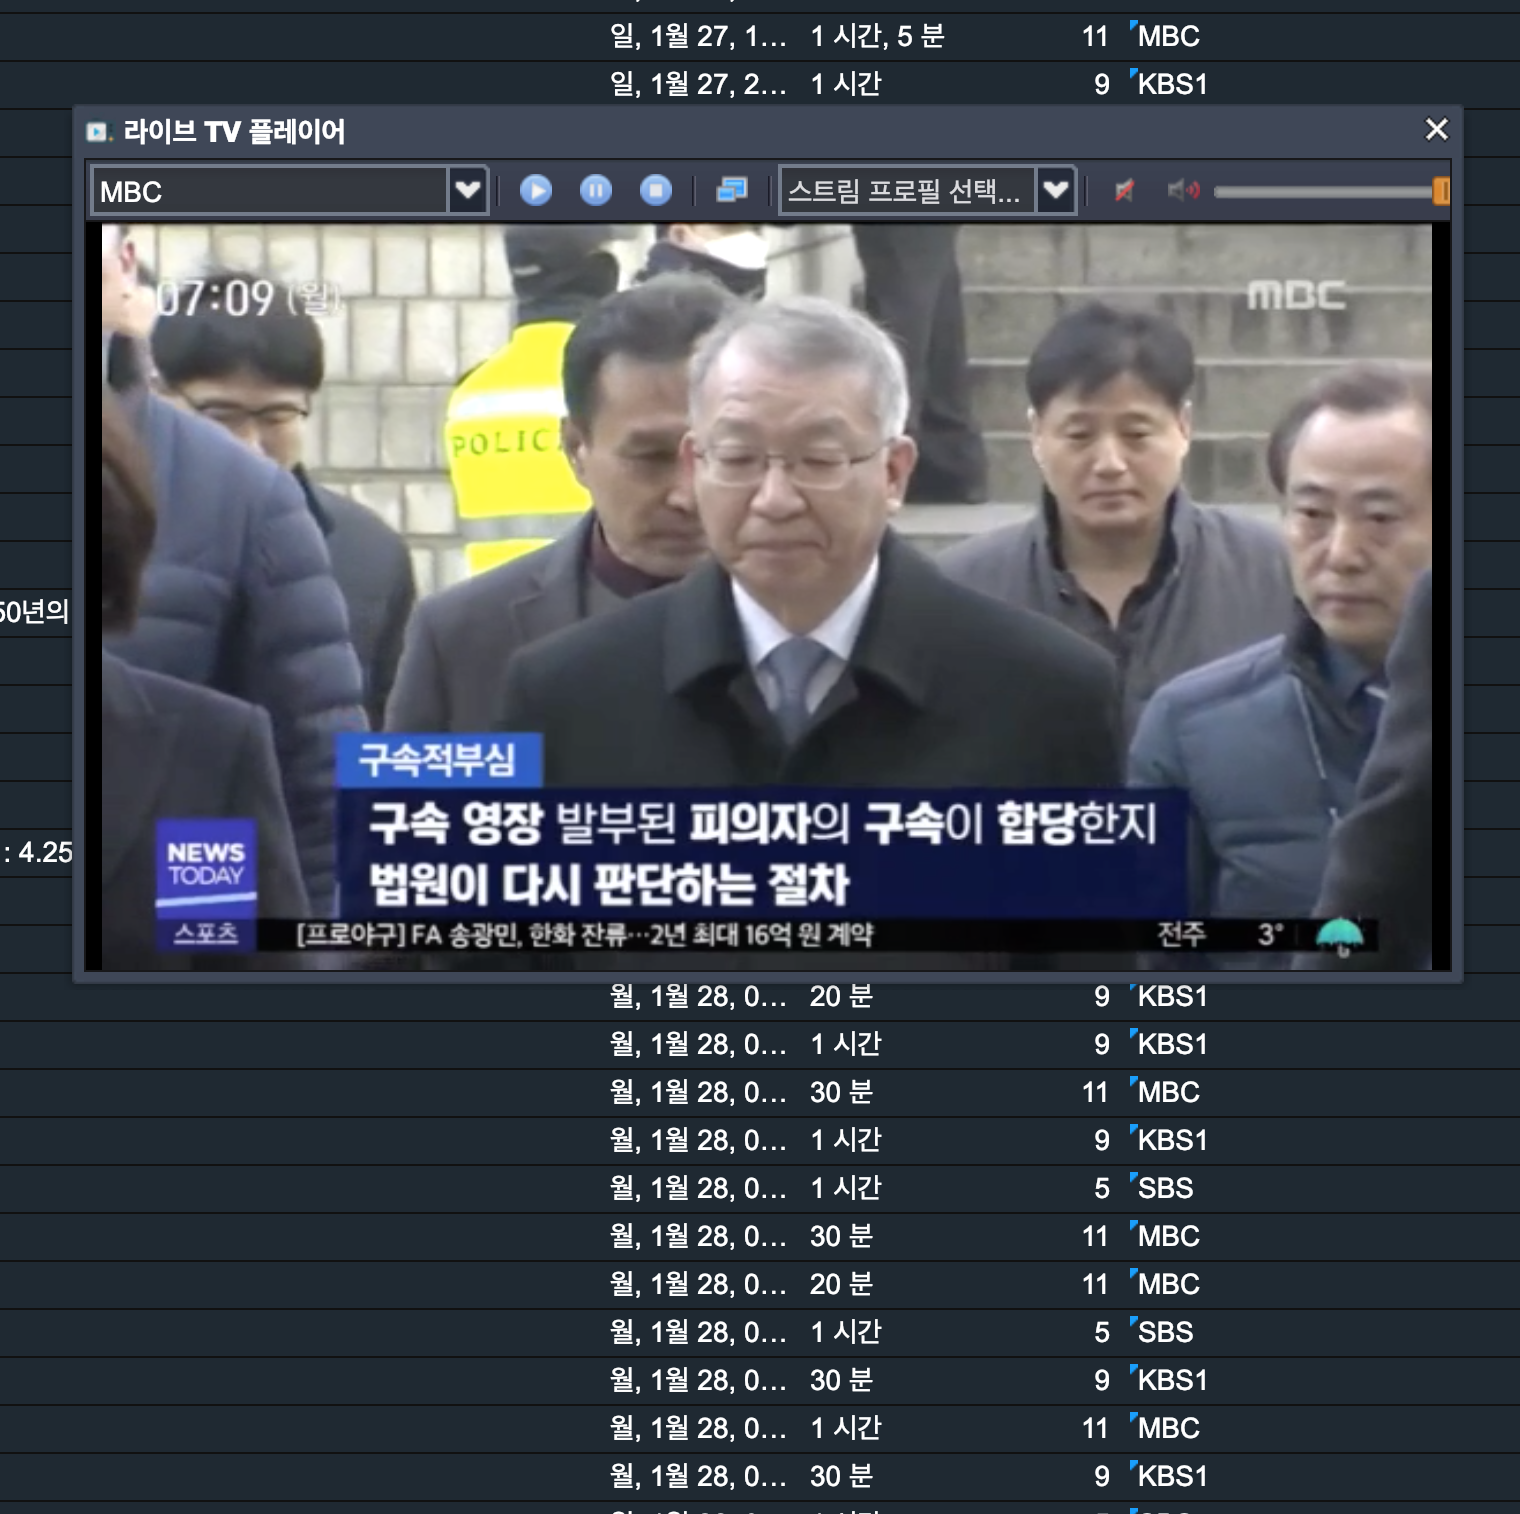 일, 1월 27, 1... 1 시간, 5 분 11 MBC
일, 1월 27, 2... 1 시간 9 KBS1
라이브 TV 플레이어
MBC 스트림 프로필 선택...
07:09 (월)
MBC
POLIC
50년의
: 4.25
구속적부심
구속 영장 발부된 피의자의 구속이 합당한지
법원이 다시 판단하는 절차
NEWS
TODAY
스포츠 [프로야구] FA 송광민, 한화 잔류…2년 최대 16억 원 계약 전주 3°
월, 1월 28, 0... 20 분 9 KBS1
월, 1월 28, 0... 1 시간 9 KBS1
월, 1월 28, 0... 30 분 11 MBC
월, 1월 28, 0... 1 시간 9 KBS1
월, 1월 28, 0... 1 시간 5 SBS
월, 1월 28, 0... 30 분 11 MBC
월, 1월 28, 0... 20 분 11 MBC
월, 1월 28, 0... 1 시간 5 SBS
월, 1월 28, 0... 30 분 9 KBS1
월, 1월 28, 0... 1 시간 11 MBC
월, 1월 28, 0... 30 분 9 KBS1